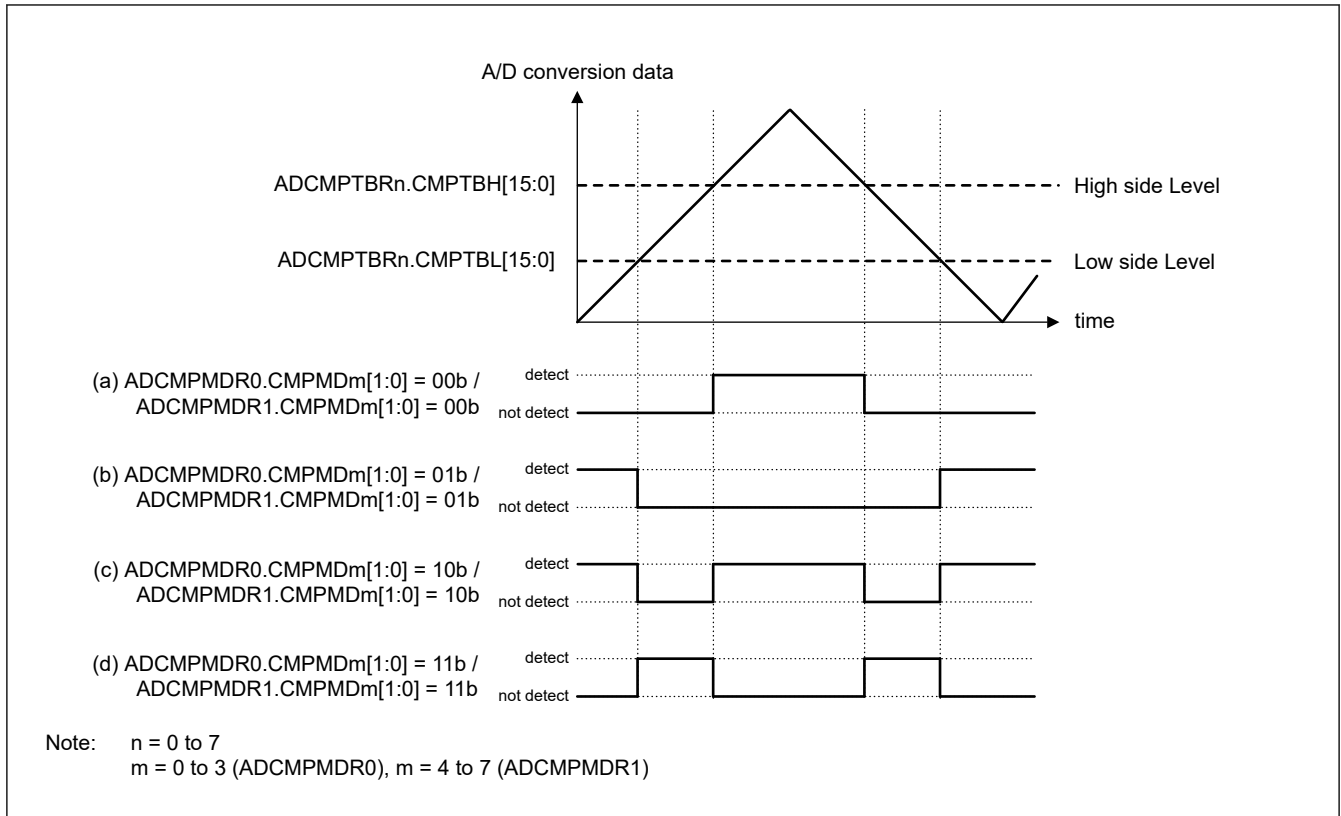 A/D conversion data
ADCMPTBRn.CMPTBH[15:0]
High side Level
ADCMPTBRn.CMPTBL[15:0]
Low side Level
time
(a) ADCMPMDR0.CMPMDm[1:0] = 00b /
ADCMPMDR1.CMPMDm[1:0] = 00b
detect
not detect
(b) ADCMPMDR0.CMPMDm[1:0] = 01b /
ADCMPMDR1.CMPMDm[1:0] = 01b
detect
not detect
(c) ADCMPMDR0.CMPMDm[1:0] = 10b /
ADCMPMDR1.CMPMDm[1:0] = 10b
detect
not detect
(d) ADCMPMDR0.CMPMDm[1:0] = 11b /
ADCMPMDR1.CMPMDm[1:0] = 11b
detect
not detect
Note: n = 0 to 7
m = 0 to 3 (ADCMPMDR0), m = 4 to 7 (ADCMPMDR1)